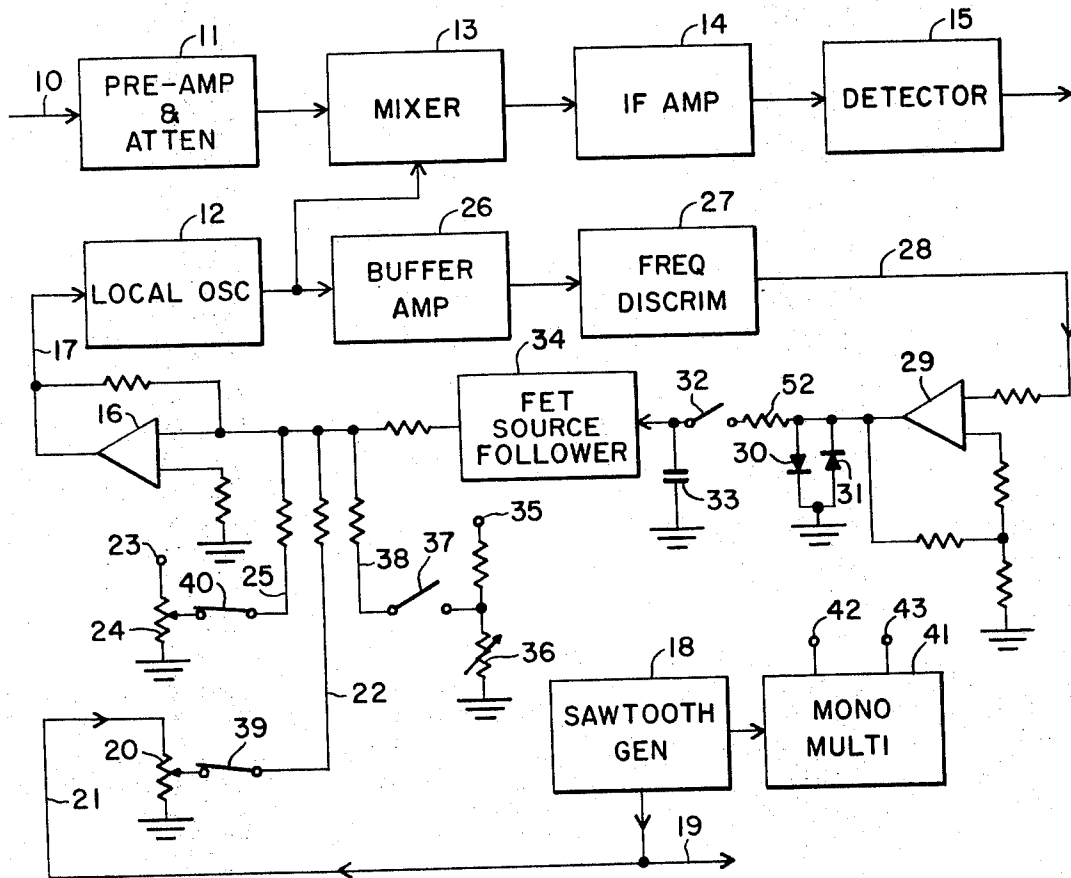 10
11
PRE-AMP
&
ATTEN
13
MIXER
14
IF AMP
15
DETECTOR
12
LOCAL OSC
26
BUFFER
AMP
27
FREQ
DISCRIM
28
17
16
34
FET
SOURCE
FOLLOWER
32
52
29
30
31
33
35
23
24
40
25
38
37
36
22
20
39
21
18
SAWTOOTH
GEN
42
43
41
MONO
MULTI
19